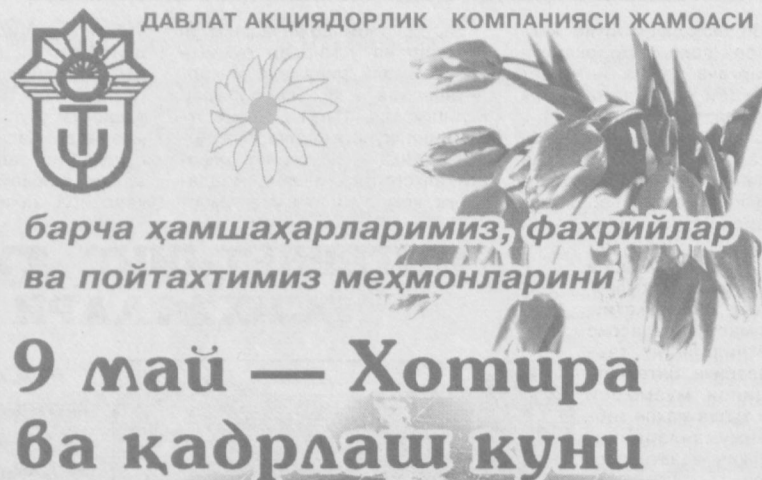 ДАВЛАТ АКЦИЯДОРЛИК КОМПАНИЯСИ ЖАМОАСИ
барча ҳамшаҳарларимиз, фахрийлар
ва пойтахтимиз меҳмонларини
9 май — Хотира
ва қадрлаш куни